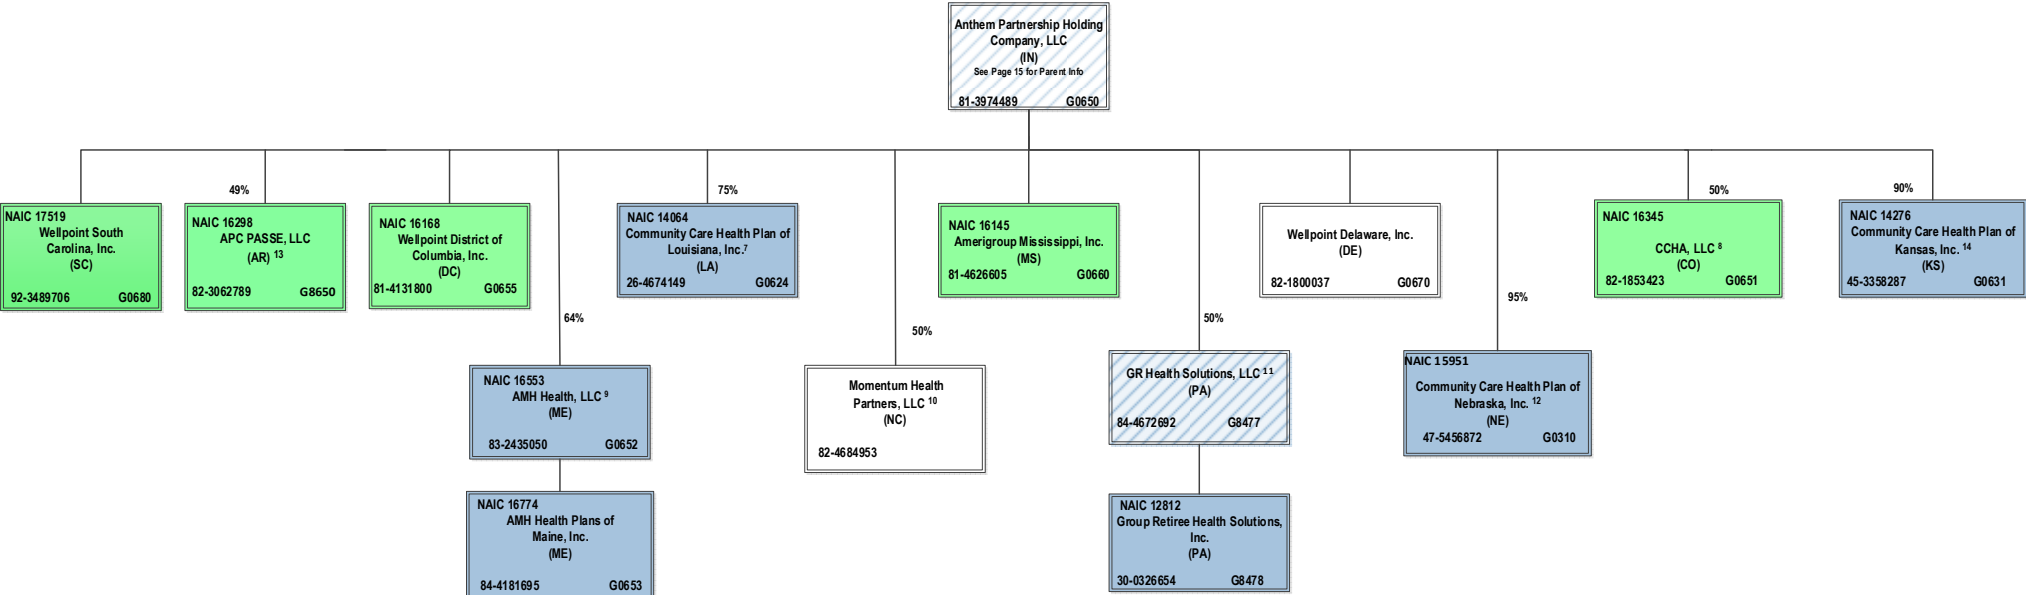 Anthem Partnership Holding
Company, LLC
(IN)
See Page 15 for Parent Info
81-3974489 G0650
49%
NAIC 17519
Wellpoint South
Carolina, Inc.
(SC)
92-3489706 G0680
NAIC 16298
APC PASSE, LLC
(AR) 13
82-3062789 G8650
NAIC 16168
Wellpoint District of
Columbia, Inc.
(DC)
81-4131800 G0655
75%
NAIC 14064
Community Care Health Plan of
Louisiana, Inc.7
(LA)
26-4674149 G0624
NAIC 16145
Amerigroup Mississippi, Inc.
(MS)
81-4626605 G0660
Wellpoint Delaware, Inc.
(DE)
82-1800037 G0670
50%
NAIC 16345
CCHA, LLC 8
(CO)
82-1853423 G0651
90%
NAIC 14276
Community Care Health Plan of
Kansas, Inc. 14
(KS)
45-3358287 G0631
64%
NAIC 16553
AMH Health, LLC 9
(ME)
83-2435050 G0652
50%
Momentum Health
Partners, LLC 10
(NC)
82-4684953
50%
GR Health Solutions, LLC 11
(PA)
84-4672692 G8477
95%
NAIC 15951
Community Care Health Plan of
Nebraska, Inc. 12
(NE)
47-5456872 G0310
NAIC 16774
AMH Health Plans of
Maine, Inc.
(ME)
84-4181695 G0653
NAIC 12812
Group Retiree Health Solutions,
Inc.
(PA)
30-0326654 G8478